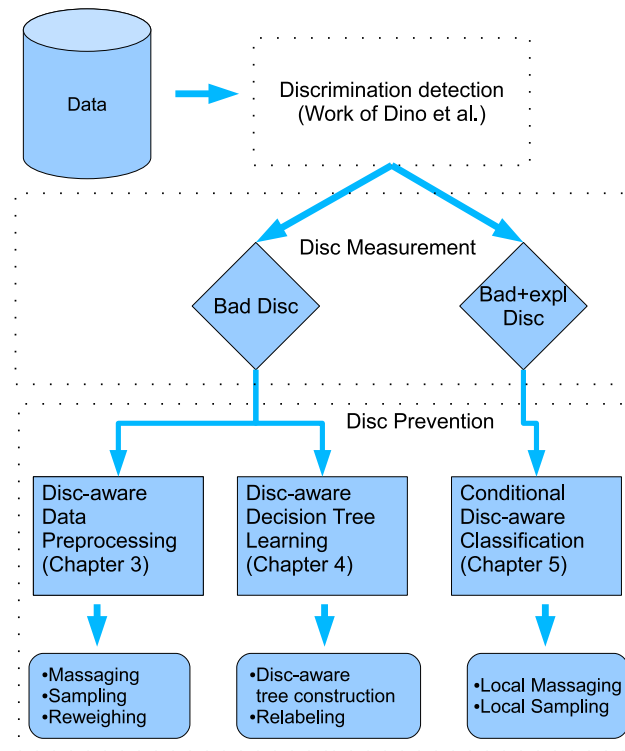 Data
Discrimination detection
(Work of Dino et al.)
Disc Measurement
Bad Disc
Bad+expl
Disc
Disc Prevention
Disc-aware
Data
Preprocessing
(Chapter 3)
Disc-aware
Decision Tree
Learning
(Chapter 4)
Conditional
Disc-aware
Classification
(Chapter 5)
•Massaging
•Sampling
•Reweighing
•Disc-aware
tree construction
•Relabeling
•Local Massaging
•Local Sampling